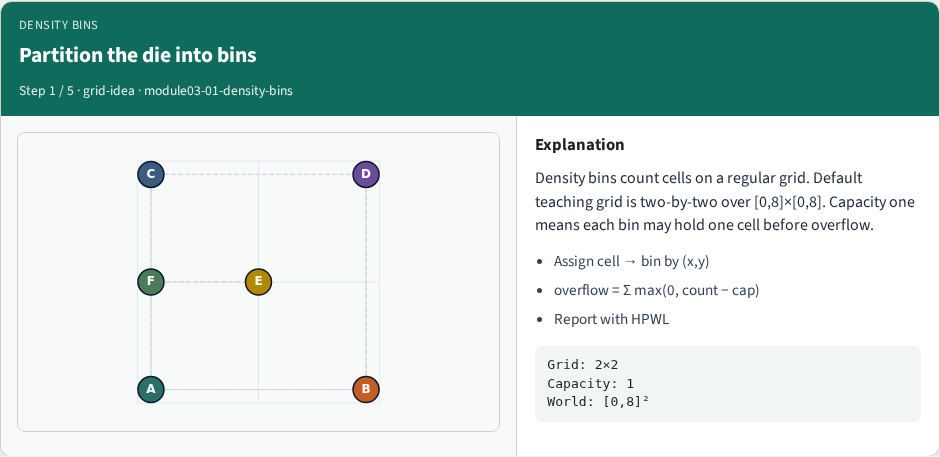 DENSITY BINS
Partition the die into bins
Step 1 / 5 · grid-idea · module03-01-density-bins
C
D
F
E
A
B
Explanation
Density bins count cells on a regular grid. Default
teaching grid is two-by-two over [0,8]×[0,8]. Capacity one
means each bin may hold one cell before overflow.
• Assign cell → bin by (x,y)
• overflow = Σ max(0, count − cap)
• Report with HPWL
Grid: 2×2
Capacity: 1
World: [0,8]²